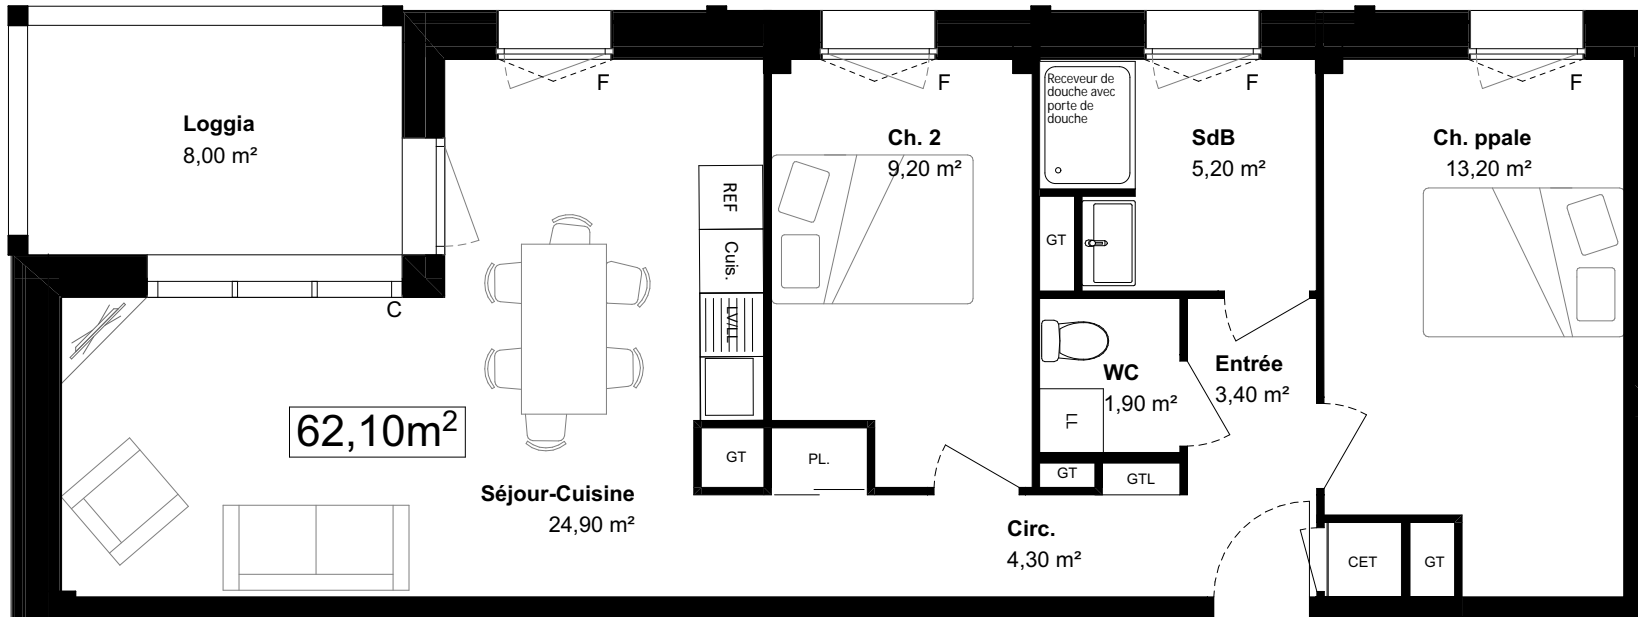 F
F
F
F
Receveur de
douche avec
porte de
douche
Loggia
8,00 m²
Ch. 2
9,20 m²
SdB
5,20 m²
Ch. ppale
13,20 m²
REF
Cuis.
LV/LL
GT
C
WC
1,90 m²
Entrée
3,40 m²
62,10m²
GT
PL.
GT
GTL
Séjour-Cuisine
24,90 m²
Circ.
4,30 m²
CET
GT